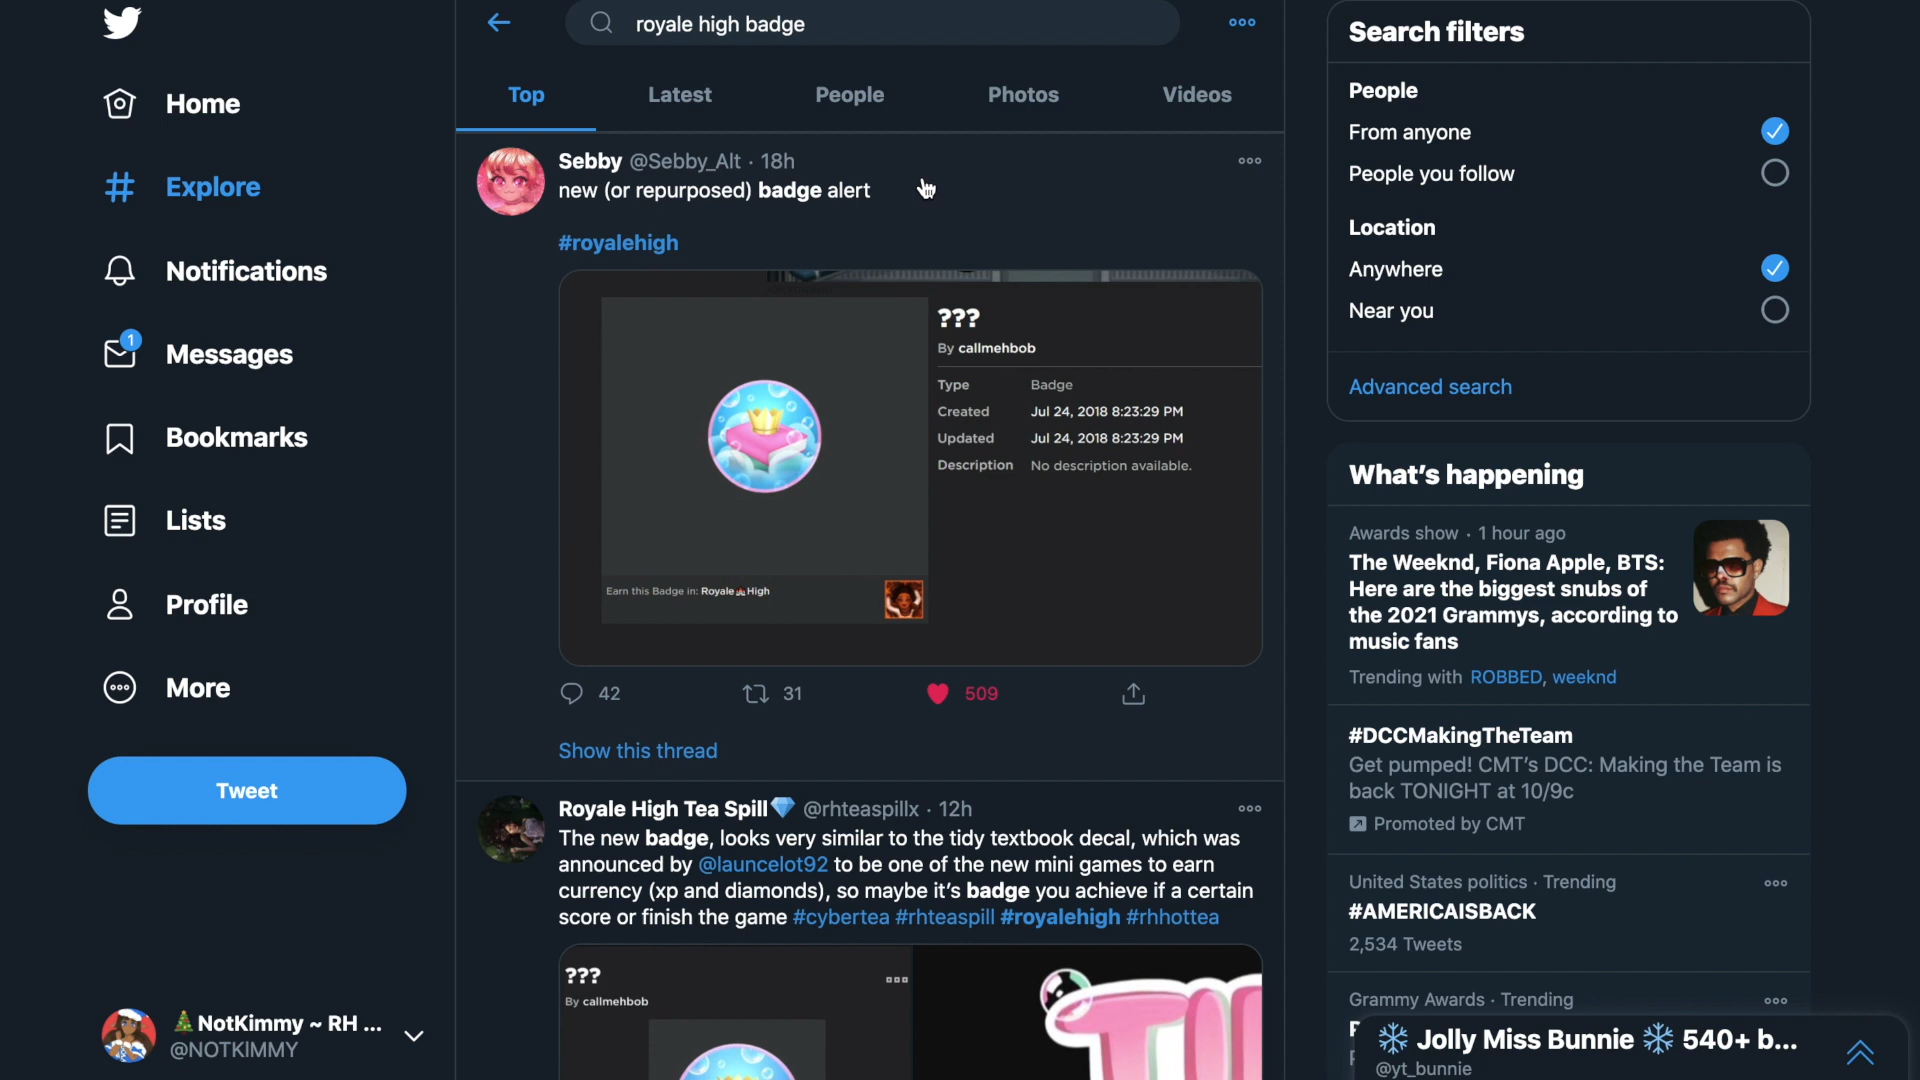 royale high badge
Home
Explore
Notifications
1
Messages
Bookmarks
Lists
Profile
More
Tweet
NotKimmy ~ RH ...
@NOTKIMMY
Top
Latest
People
Photos
Videos
Sebby @Sebby_Alt · 18h
new (or repurposed) badge alert
#royalehigh
???
By callmehbob
Type Badge
Created Jul 24, 2018 8:23:29 PM
Updated Jul 24, 2018 8:23:29 PM
Description No description available.
Earn this Badge in: Royale High
42
31
509
Show this thread
Royale High Tea Spill @rhteaspillx · 12h
The new badge, looks very similar to the tidy textbook decal, which was
announced by @launcelot92 to be one of the new mini games to earn
currency (xp and diamonds), so maybe it's badge you achieve if a certain
score or finish the game #cybertea #rhteaspill #royalehigh #rhhottea
???
By callmehbob
Search filters
People
From anyone
People you follow
Location
Anywhere
Near you
Advanced search
What's happening
Awards show · 1 hour ago
The Weeknd, Fiona Apple, BTS:
Here are the biggest snubs of
the 2021 Grammys, according to
music fans
Trending with ROBBED, weeknd
#DCCMakingTheTeam
Get pumped! CMT's DCC: Making the Team is
back TONIGHT at 10/9c
Promoted by CMT
United States politics · Trending
#AMERICAISBACK
2,534 Tweets
Grammy Awards · Trending
Jolly Miss Bunnie 540+ b...
@yt_bunnie